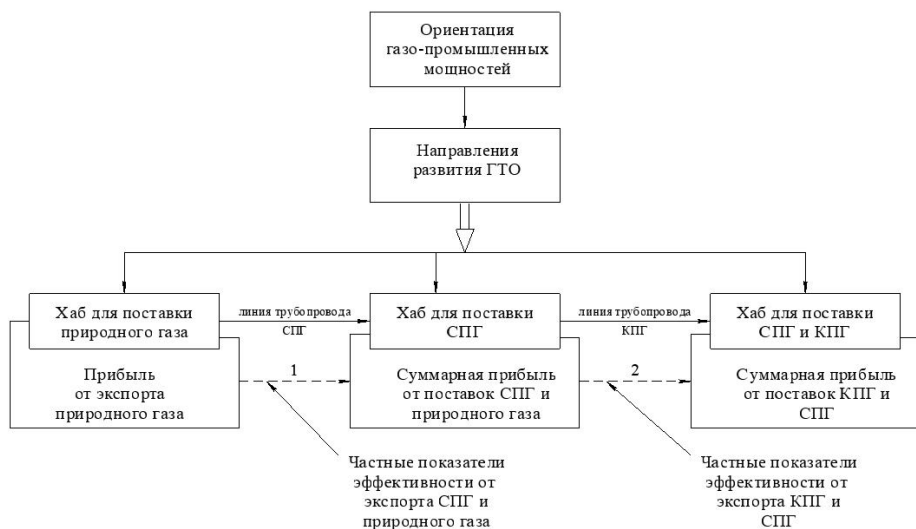 Ориентация
газо-промышленных
мощностей
Направления
развития ГТО
Хаб для поставки
природного газа
линия трубопровода
СПГ
Хаб для поставки
СПГ
линия трубопровода
КПГ
Хаб для поставки
СПГ и КПГ
Прибыль
от экспорта
природного газа
1
Суммарная прибыль
от поставок СПГ и
природного газа
2
Суммарная прибыль
от поставок КПГ и
СПГ
Частные показатели
эффективности от
экспорта СПГ и
природного газа
Частные показатели
эффективности от
экспорта КПГ и
СПГ